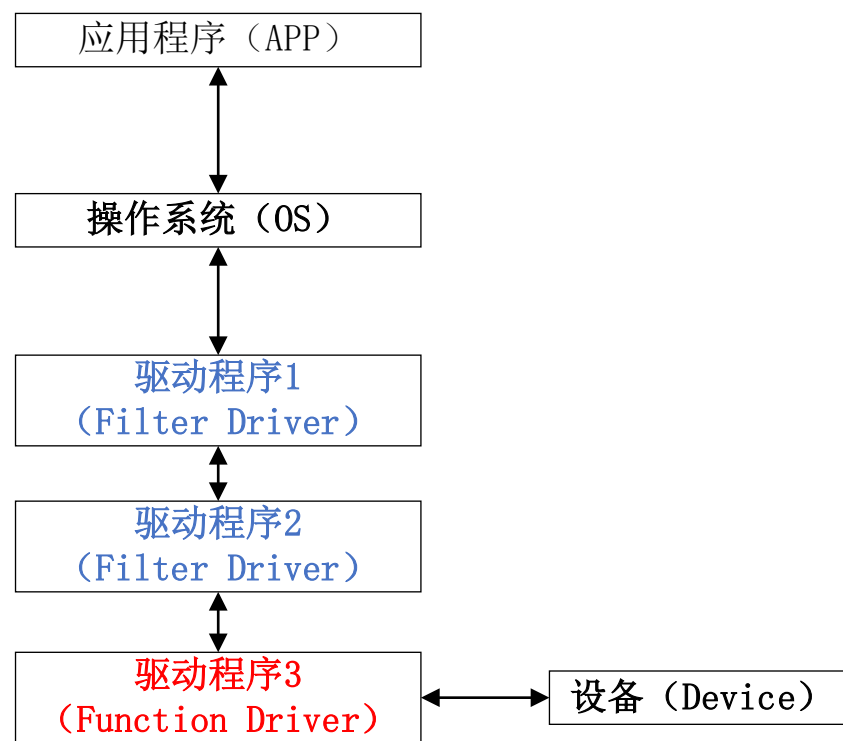 应用程序（APP）
操作系统（OS）
驱动程序1
（Filter Driver）
驱动程序2
（Filter Driver）
驱动程序3
（Function Driver）
设备（Device）